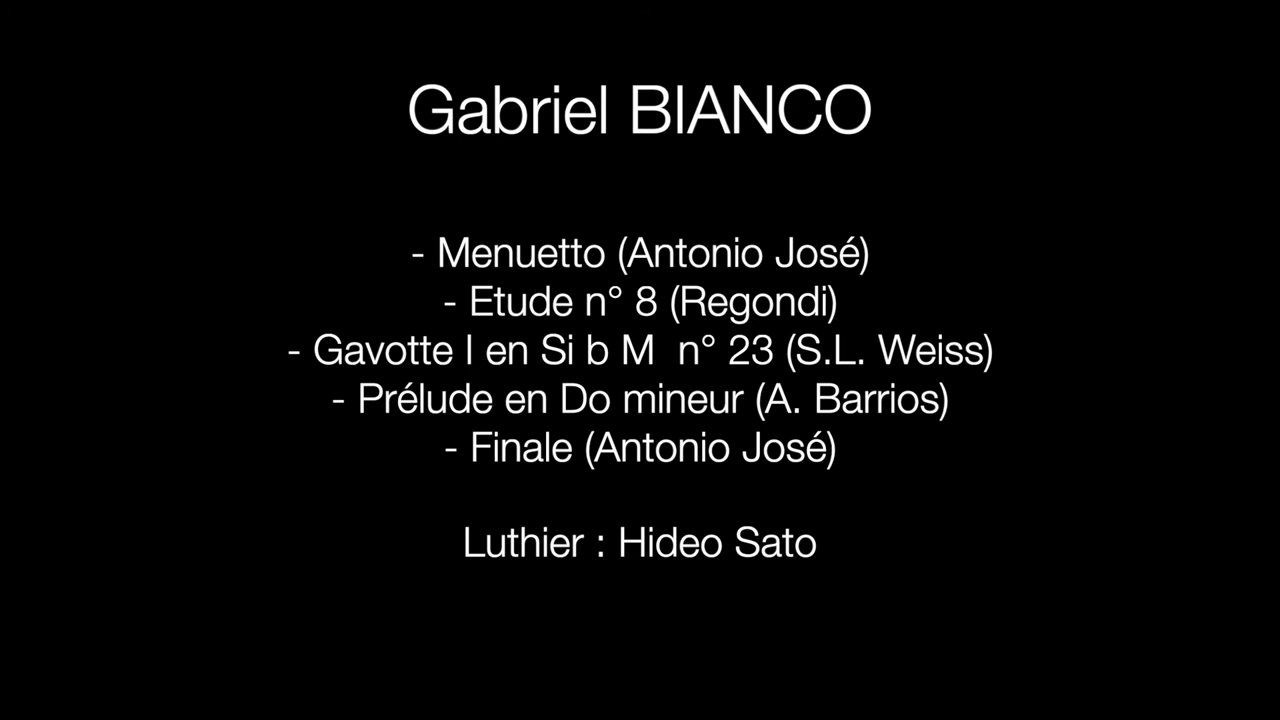 Gabriel BIANCO
- Menuetto (Antonio José)
- Etude n° 8 (Regondi)
- Gavotte I en Si b M  n° 23 (S.L. Weiss)
- Prélude en Do mineur (A. Barrios)
- Finale (Antonio José)
Luthier : Hideo Sato